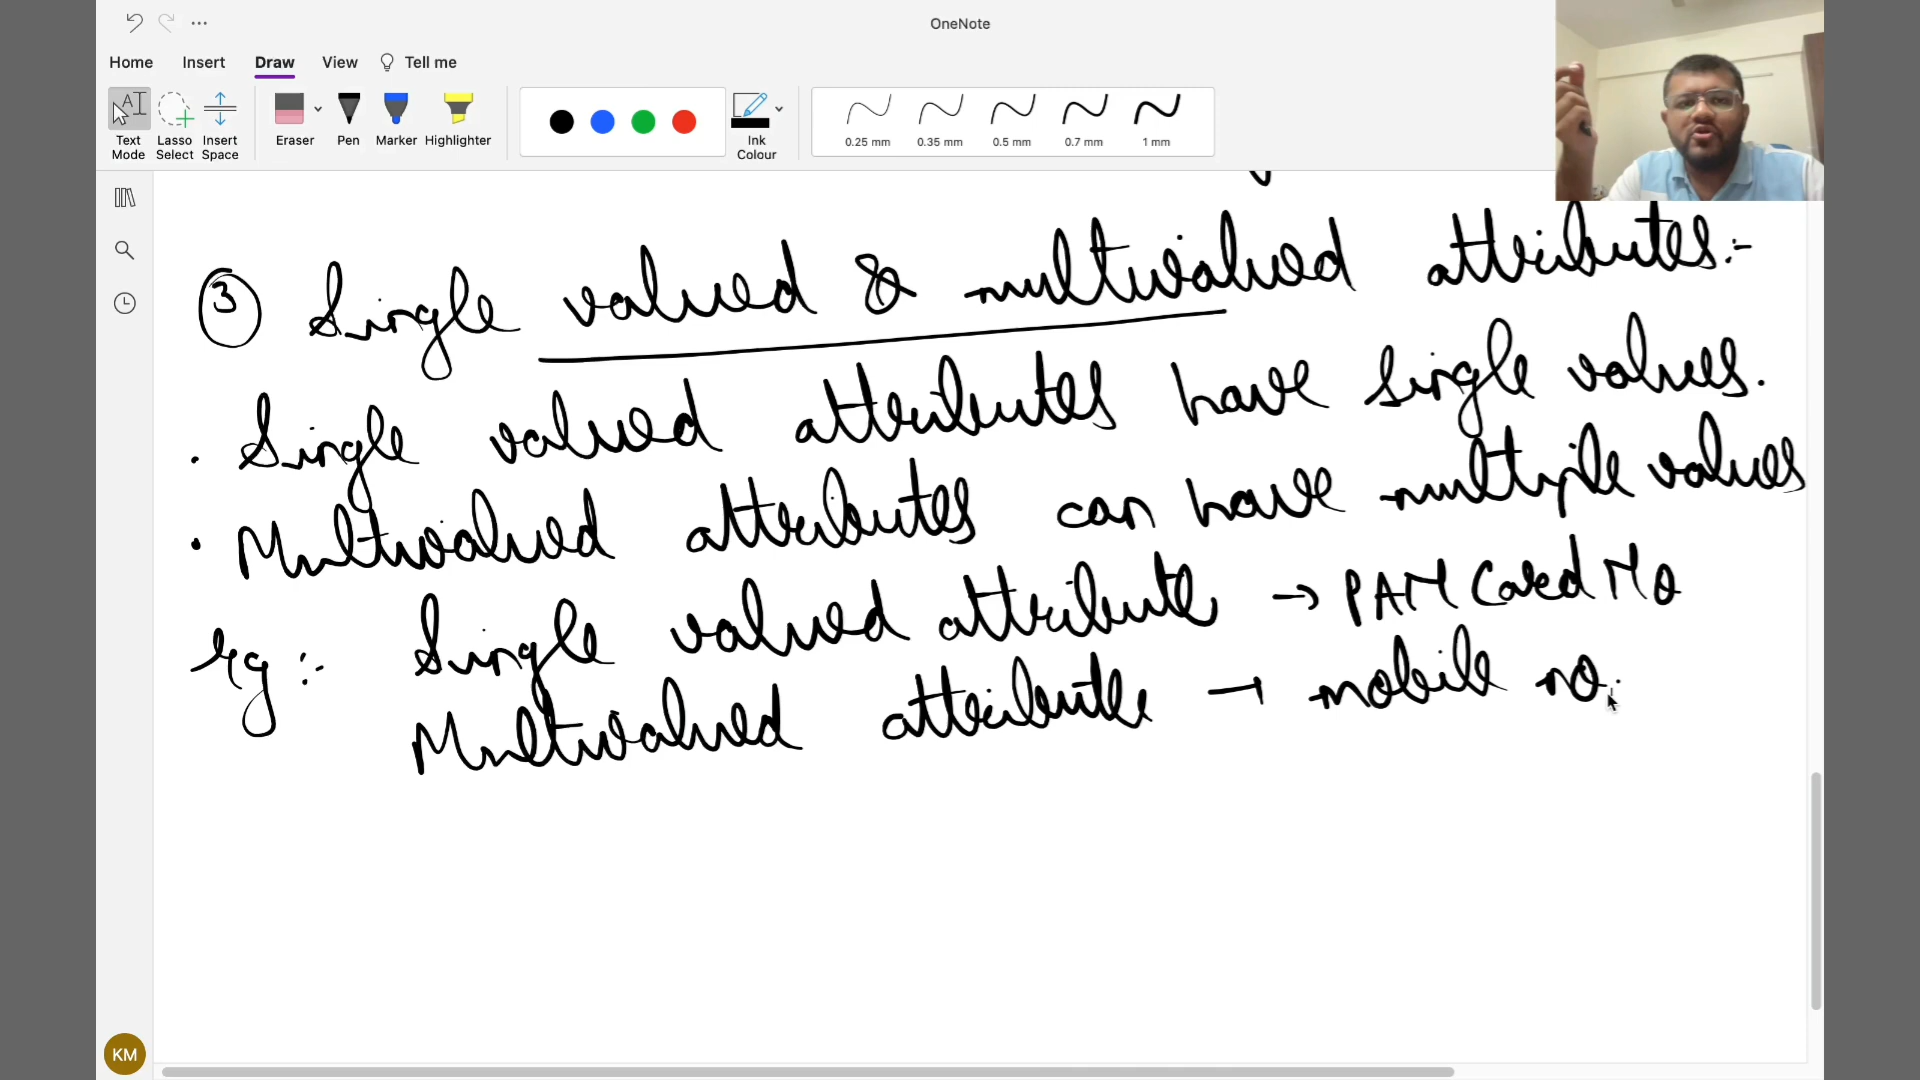 OneNote
Home Insert Draw View Tell me
Text Mode Lasso Select Insert Space Eraser Pen Marker Highlighter Ink Colour 0.25 mm 0.35 mm 0.5 mm 0.7 mm 1 mm
③ Single valued & multivalued attributes:-
• Single valued attributes have single values.
• Multivalued attributes can have multiple values
eg:- Single valued attribute → PAN Card No
Multivalued attribute → mobile no.
KM